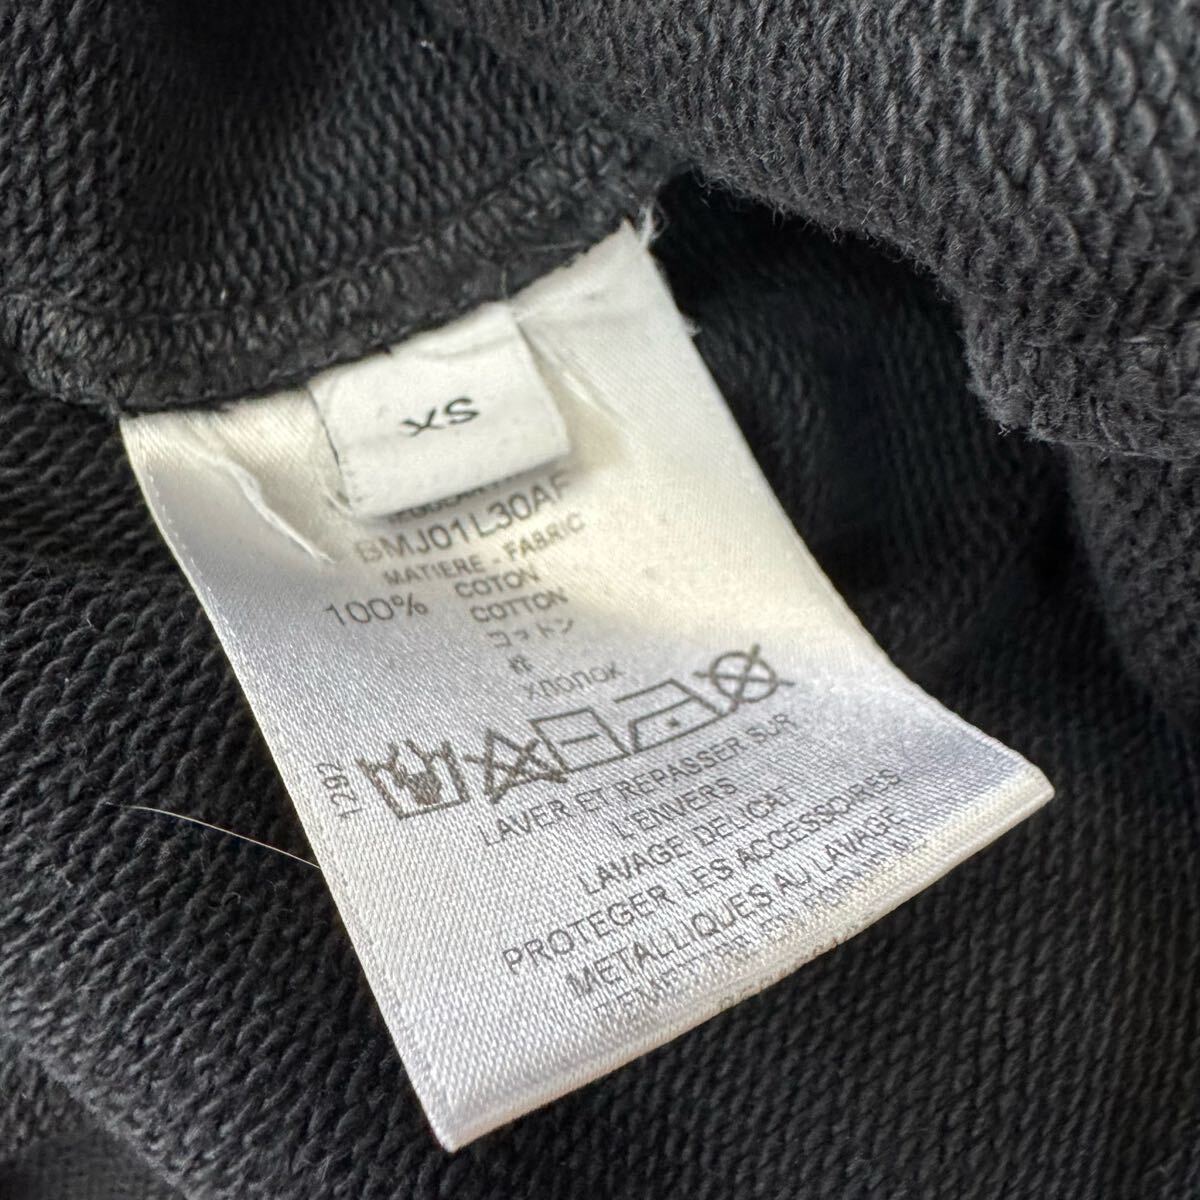 XS
BMJ01L30AF
MATIERE - FABRIC
100% COTON
COTTON
コットン
棉
ХЛОПОК
1297
LAVER ET REPASSER SUR
L'ENVERS
LAVAGE DELICAT
PROTEGER LES ACCESSOIRES
METALLIQUES AU LAVAGE